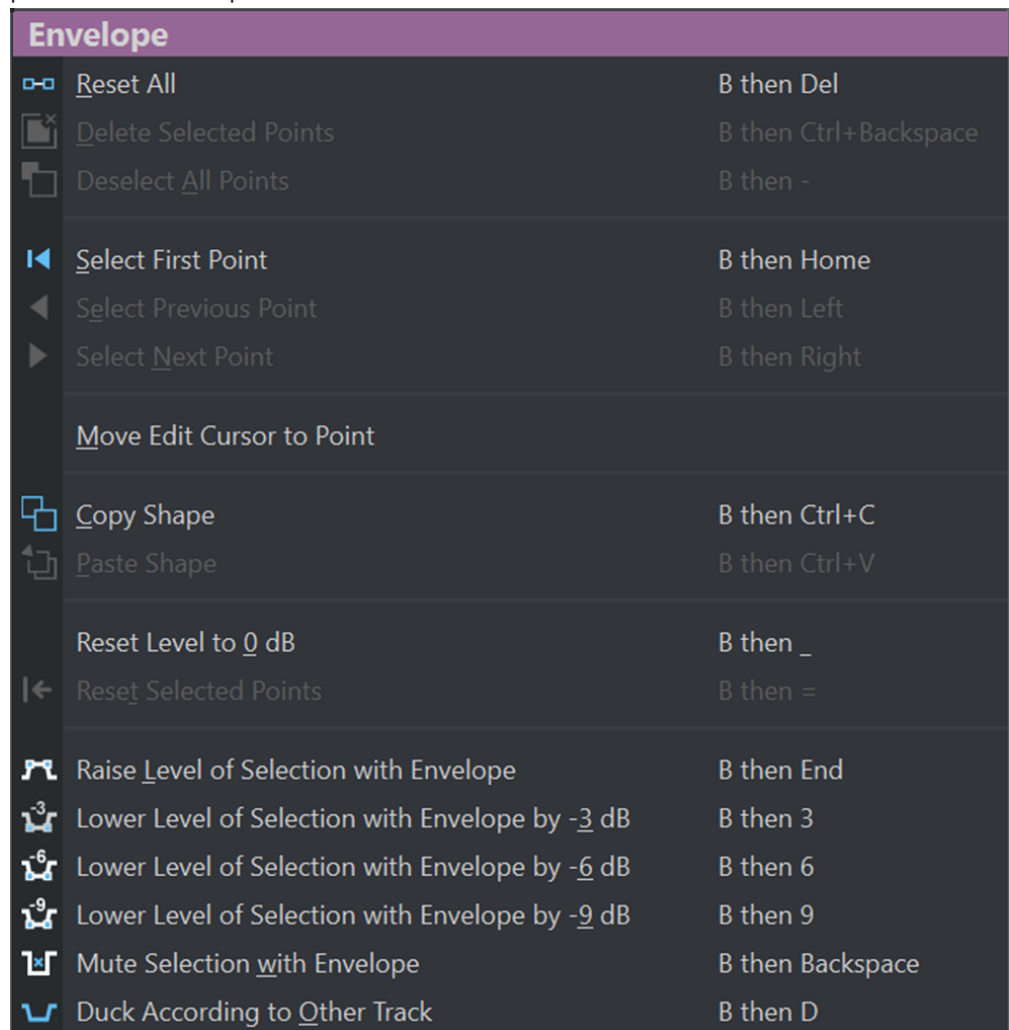 Envelope
Reset All B then Del
Delete Selected Points B then Ctrl+Backspace
Deselect All Points B then -
Select First Point B then Home
Select Previous Point B then Left
Select Next Point B then Right
Move Edit Cursor to Point
Copy Shape B then Ctrl+C
Paste Shape B then Ctrl+V
Reset Level to 0 dB B then _
Reset Selected Points B then =
Raise Level of Selection with Envelope B then End
-3 Lower Level of Selection with Envelope by -3 dB B then 3
-6 Lower Level of Selection with Envelope by -6 dB B then 6
-9 Lower Level of Selection with Envelope by -9 dB B then 9
Mute Selection with Envelope B then Backspace
Duck According to Other Track B then D